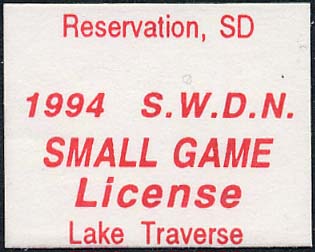 Reservation, SD
1994 S.W.D.N.
SMALL GAME
License
Lake Traverse